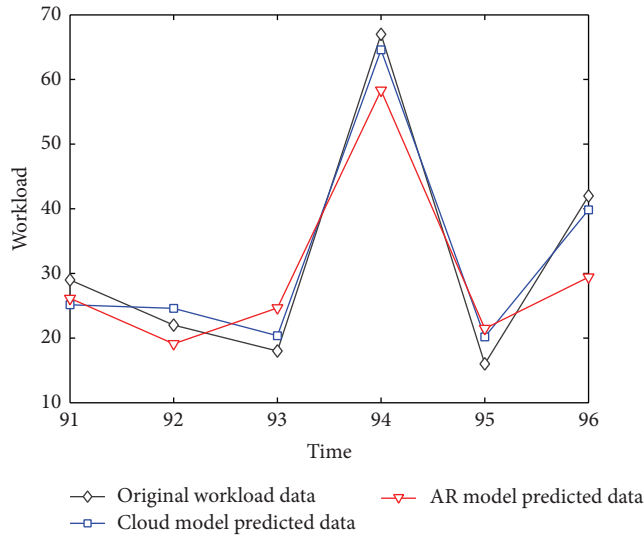 70
60
50
40
30
20
10
Workload
91 92 93 94 95 96
Time
Original workload data
AR model predicted data
Cloud model predicted data